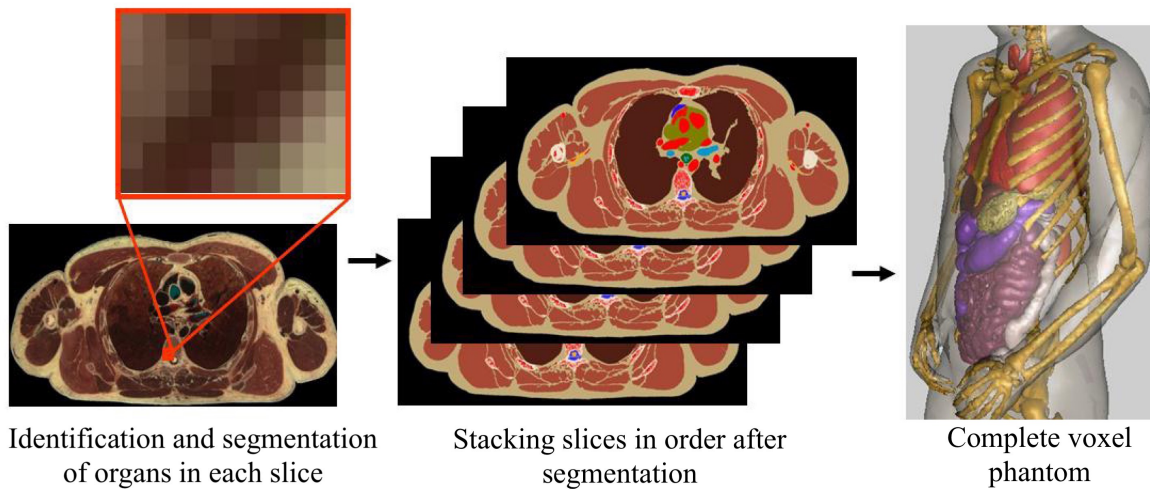 Identification and segmentation
of organs in each slice
Stacking slices in order after
segmentation
Complete voxel
phantom